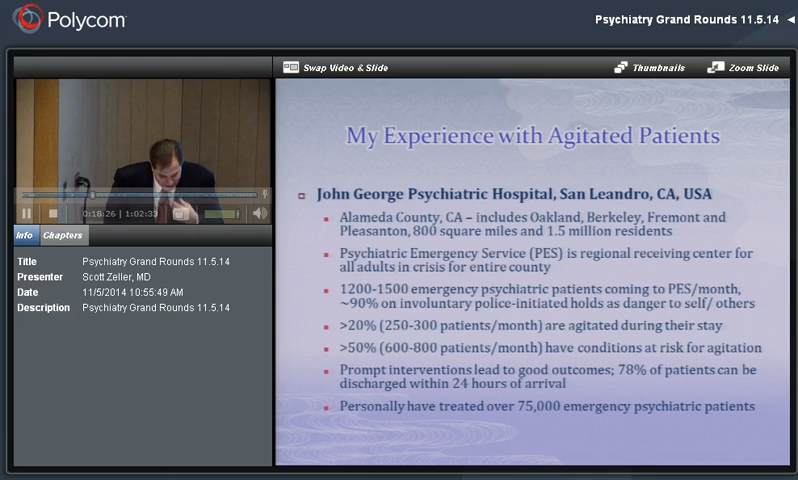 Polycom
Psychiatry Grand Rounds 11.5.14
Swap Video & Slide
Thumbnails
Zoom Slide
0:18:26 | 1:02:33
Info
Chapters
Title Psychiatry Grand Rounds 11.5.14
Presenter Scott Zeller, MD
Date 11/5/2014 10:55:49 AM
Description Psychiatry Grand Rounds 11.5.14
My Experience with Agitated Patients
John George Psychiatric Hospital, San Leandro, CA, USA
Alameda County, CA – includes Oakland, Berkeley, Fremont and
Pleasanton, 800 square miles and 1.5 million residents
Psychiatric Emergency Service (PES) is regional receiving center for
all adults in crisis for entire county
1200-1500 emergency psychiatric patients coming to PES/month,
~90% on involuntary police-initiated holds as danger to self/ others
>20% (250-300 patients/month) are agitated during their stay
>50% (600-800 patients/month) have conditions at risk for agitation
Prompt interventions lead to good outcomes; 78% of patients can be
discharged within 24 hours of arrival
Personally have treated over 75,000 emergency psychiatric patients